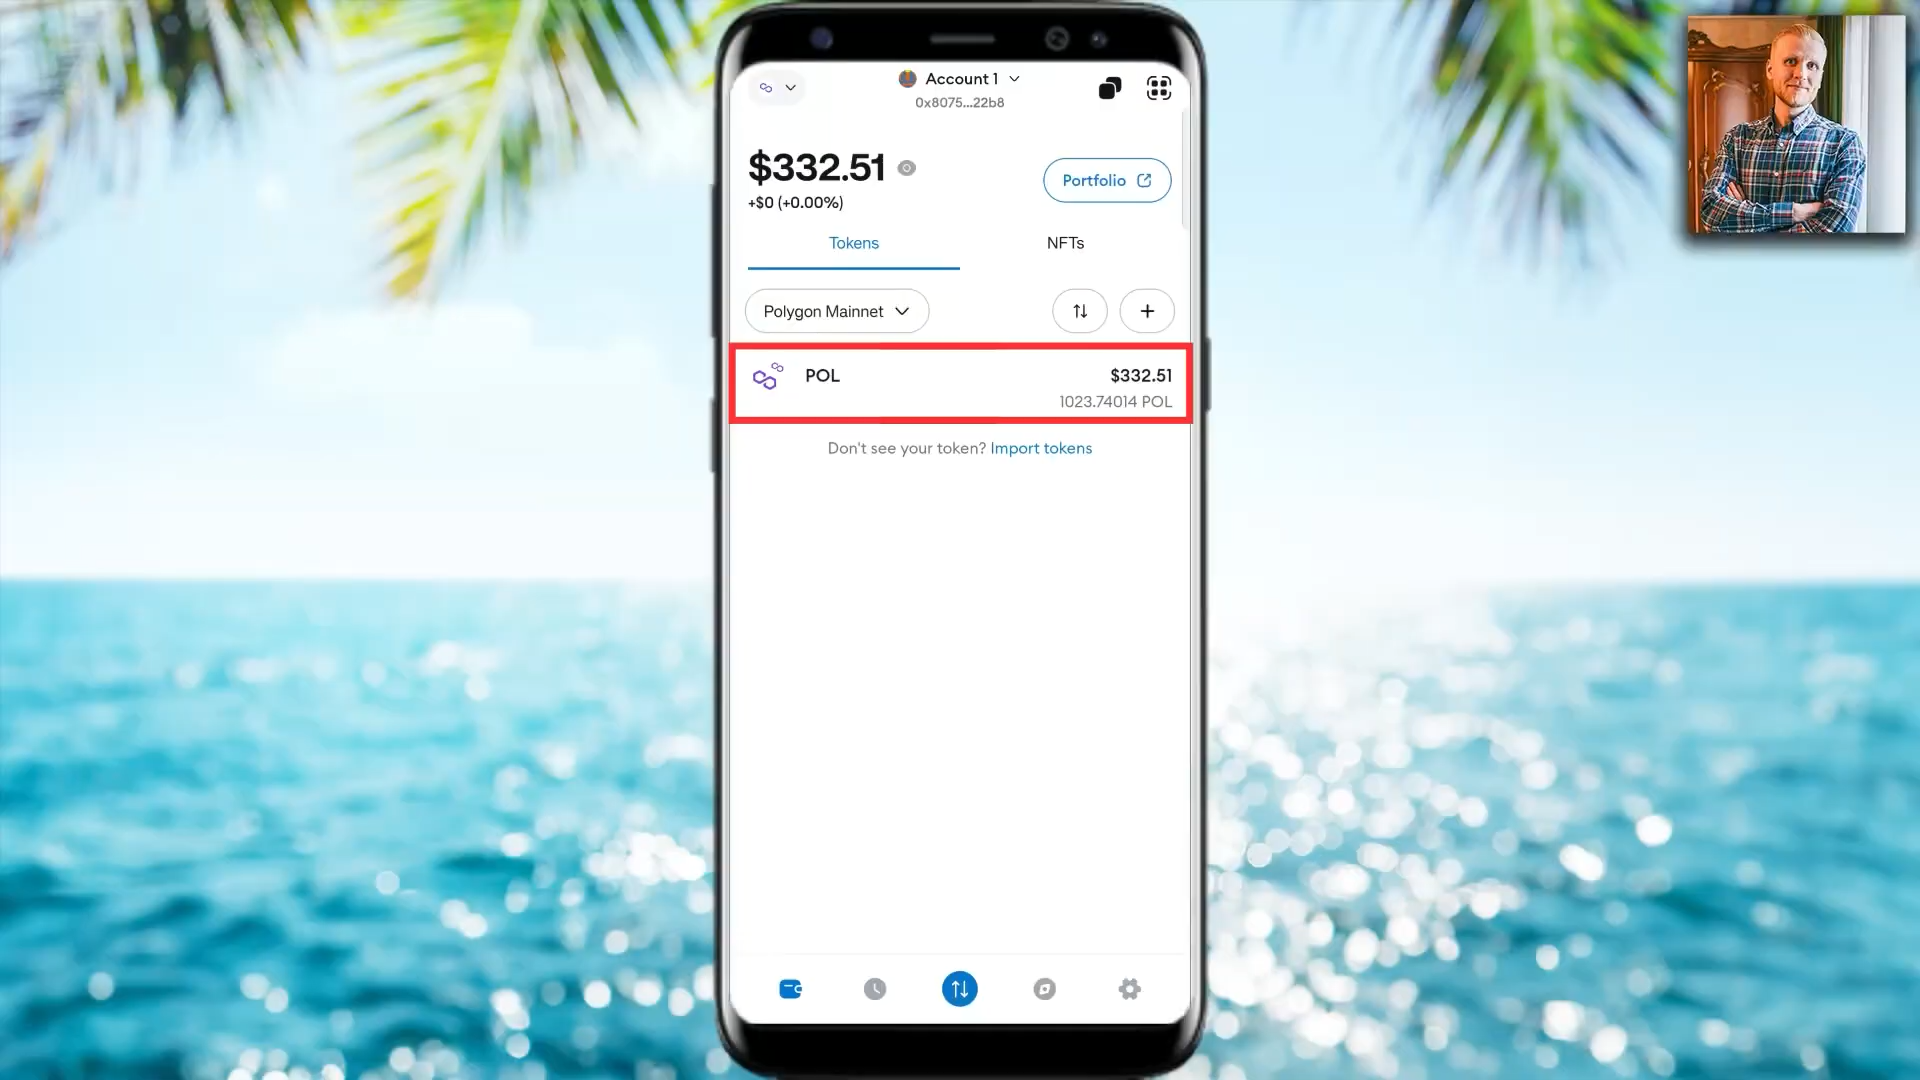 Account 1
0x8075...22b8
$332.51
+$0 (+0.00%)
Portfolio
Tokens
NFTs
Polygon Mainnet
POL
$332.51
1023.74014 POL
Don't see your token? Import tokens